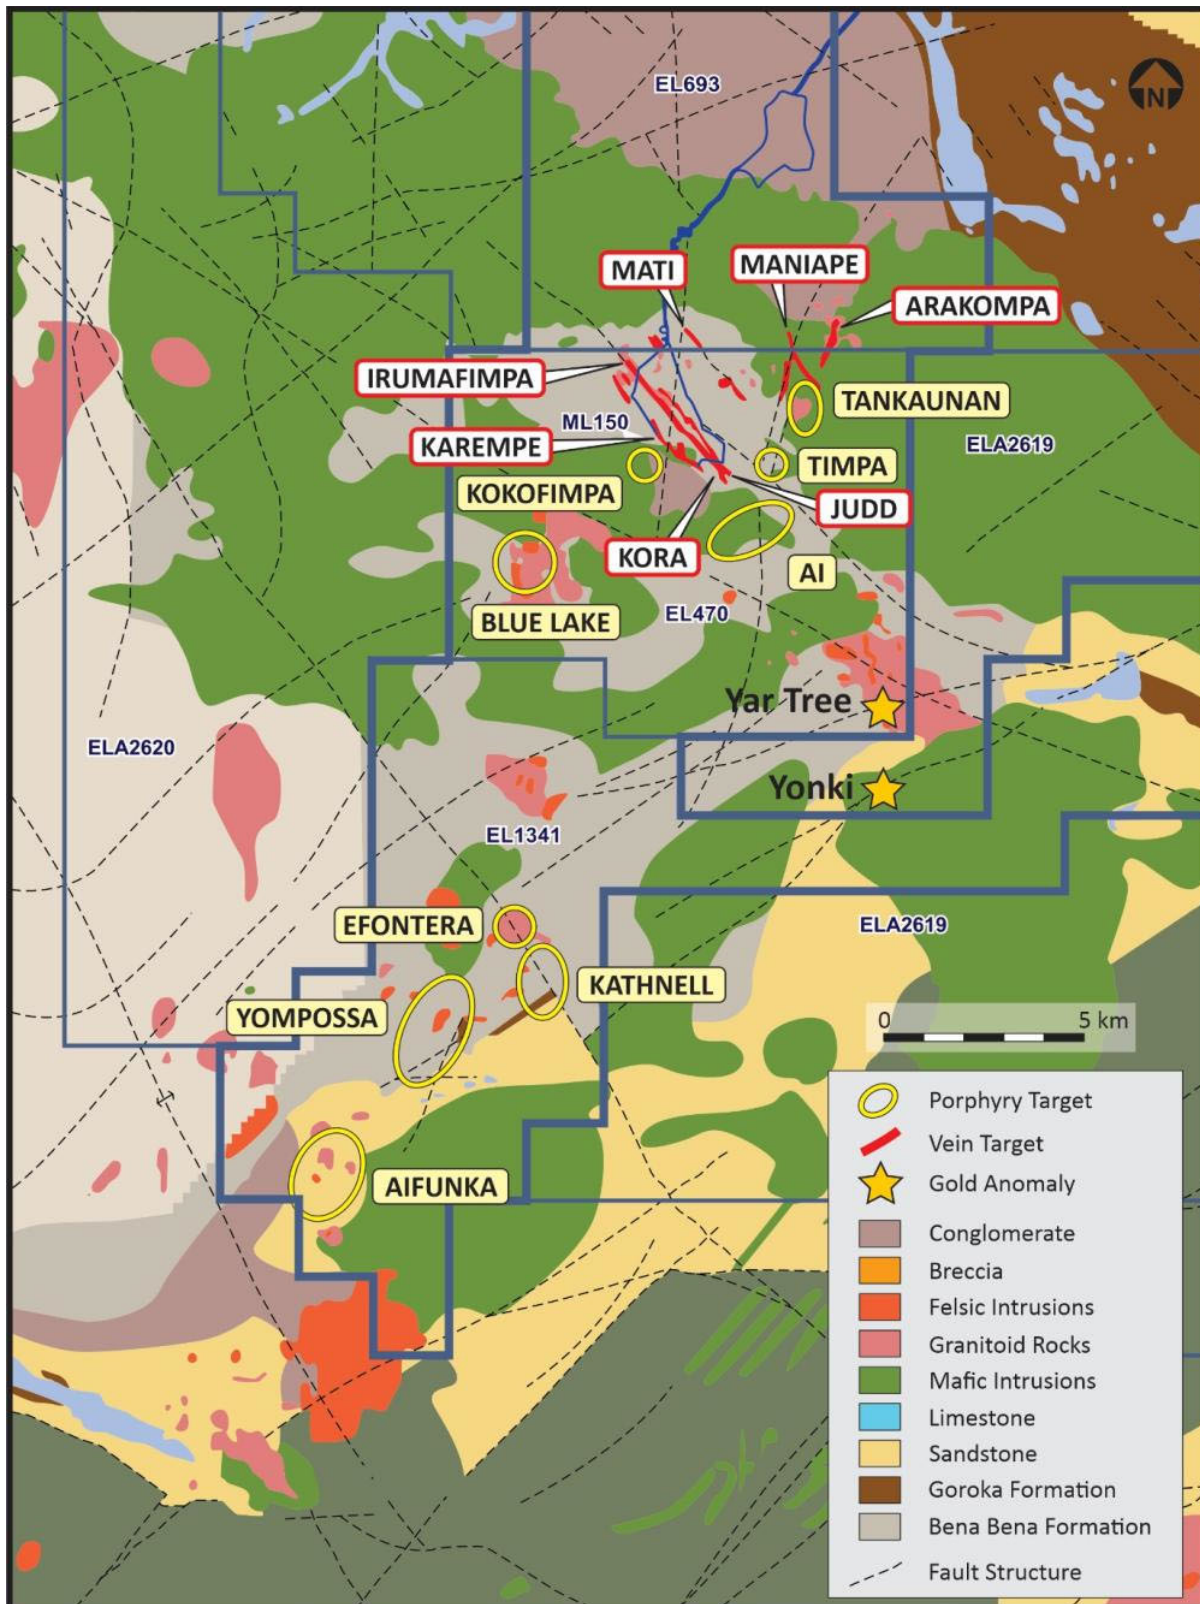 EL693
N
MATI
MANIAPE
ARAKOMPA
IRUMAFIMPA
TANKAUNAN
ML150
KAREMPE
ELA2619
TIMPA
KOKOFIMPA
JUDD
KORA
AI
BLUE LAKE
EL470
Yar Tree
ELA2620
Yonki
EL1341
EFONTERA
ELA2619
KATHNELL
YOMPOSSA
0 5 km
AIFUNKA
Porphyry Target
Vein Target
Gold Anomaly
Conglomerate
Breccia
Felsic Intrusions
Granitoid Rocks
Mafic Intrusions
Limestone
Sandstone
Goroka Formation
Bena Bena Formation
Fault Structure